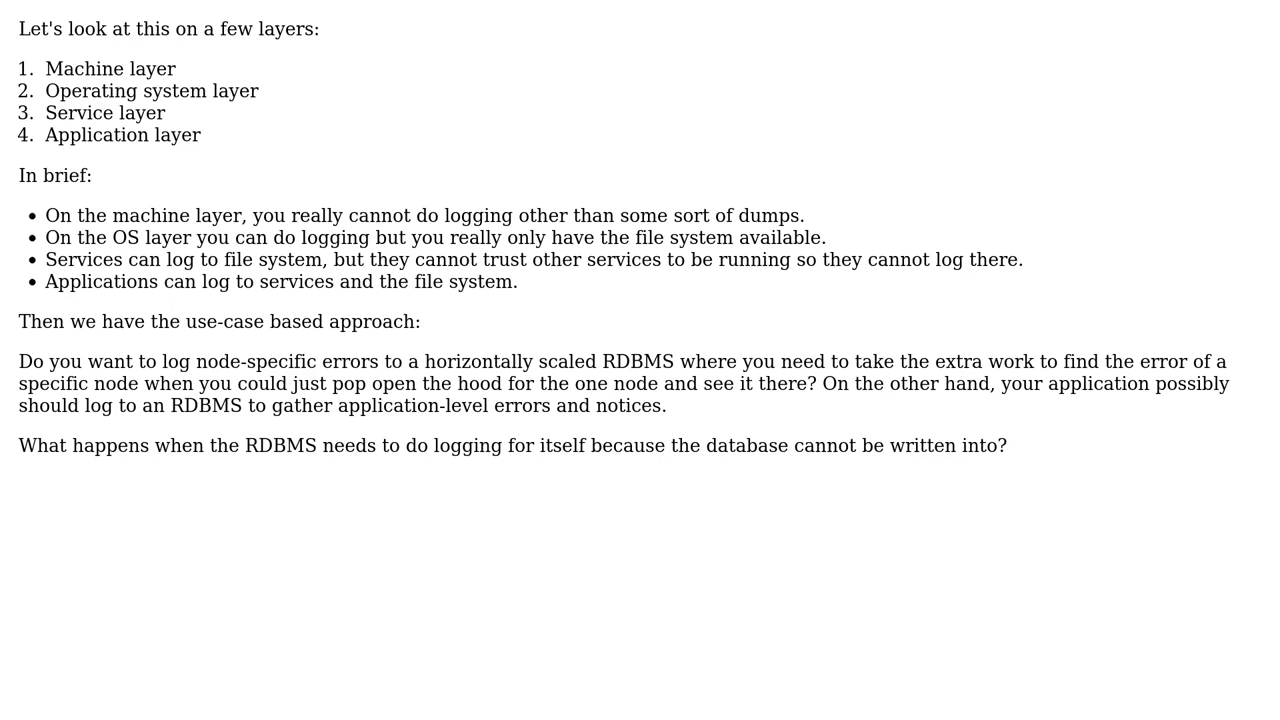 Let's look at this on a few layers:
1. Machine layer
2. Operating system layer
3. Service layer
4. Application layer
In brief:
• On the machine layer, you really cannot do logging other than some sort of dumps.
• On the OS layer you can do logging but you really only have the file system available.
• Services can log to file system, but they cannot trust other services to be running so they cannot log there.
• Applications can log to services and the file system.
Then we have the use-case based approach:
Do you want to log node-specific errors to a horizontally scaled RDBMS where you need to take the extra work to find the error of a
specific node when you could just pop open the hood for the one node and see it there? On the other hand, your application possibly
should log to an RDBMS to gather application-level errors and notices.
What happens when the RDBMS needs to do logging for itself because the database cannot be written into?